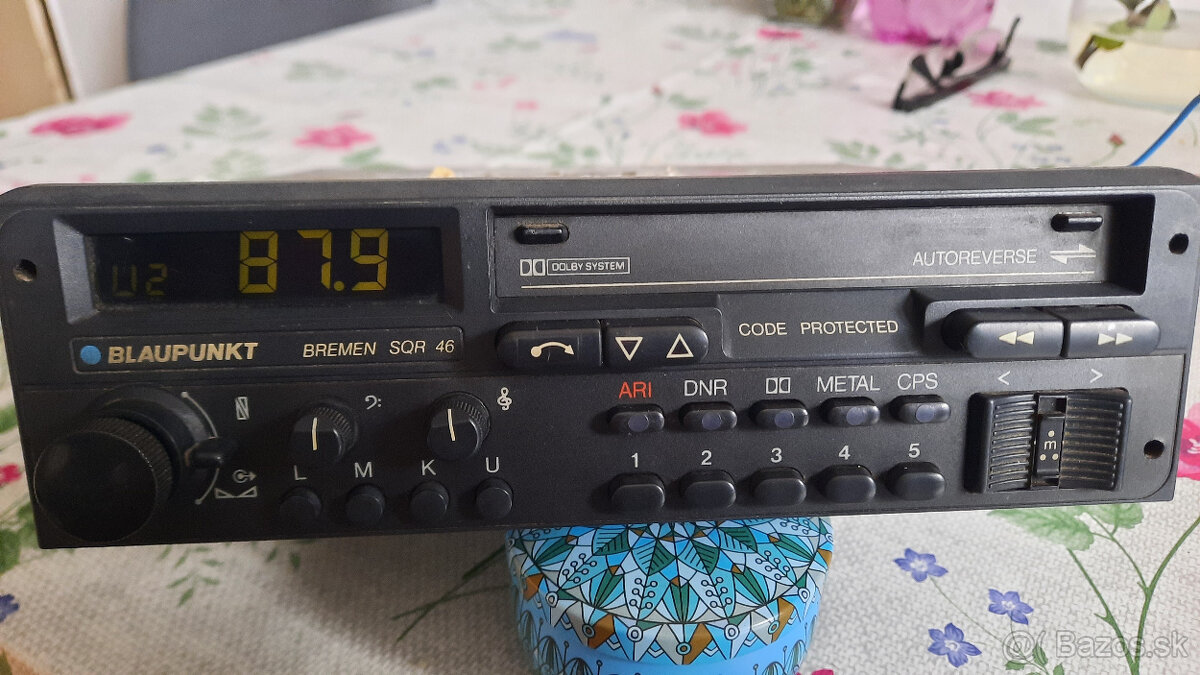 U2 87.9
DOLBY SYSTEM
AUTOREVERSE
BLAUPUNKT BREMEN SQR 46
CODE PROTECTED
ARI DNR METAL CPS
< >
L M K U
1 2 3 4 5
m
@( Bazos.sk